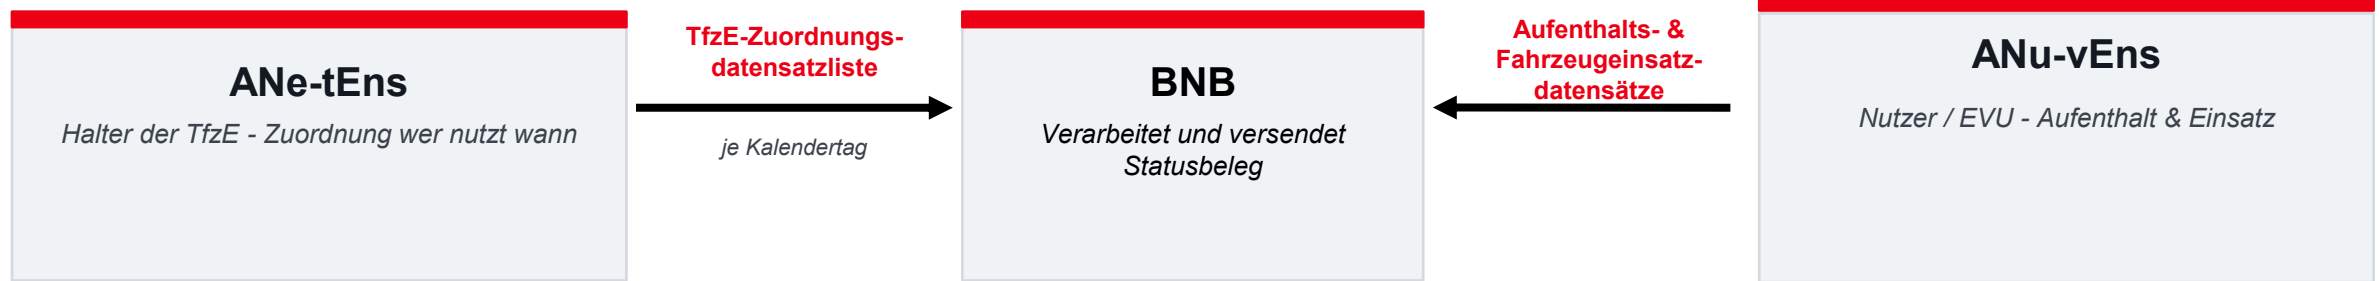 ANe-tEns
Halter der TfzE - Zuordnung wer nutzt wann
TfzE-Zuordnungs-
datensatzliste
je Kalendertag
BNB
Verarbeitet und versendet
Statusbeleg
Aufenthalts- &
Fahrzeugeinsatz-
datensätze
ANu-vEns
Nutzer / EVU - Aufenthalt & Einsatz